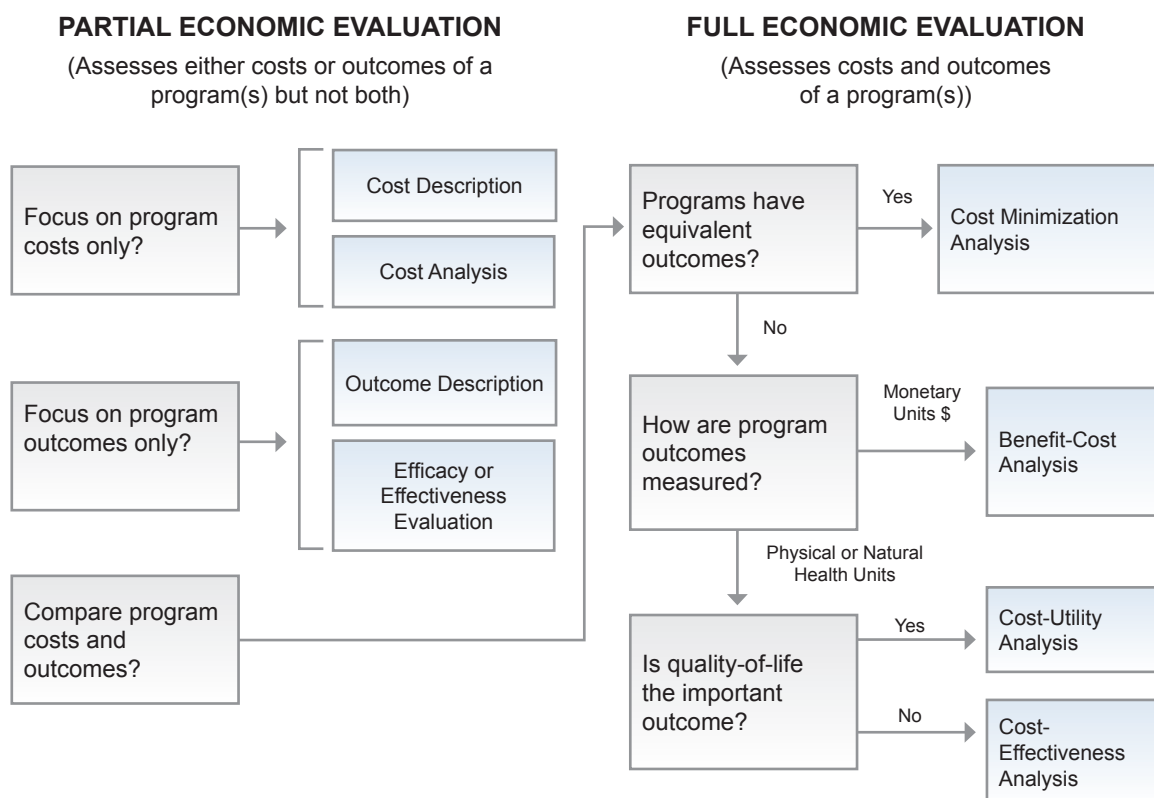 PARTIAL ECONOMIC EVALUATION
(Assesses either costs or outcomes of a
program(s) but not both)
Focus on program
costs only?
Cost Description
Cost Analysis
Focus on program
outcomes only?
Outcome Description
Efficacy or
Effectiveness
Evaluation
Compare program
costs and
outcomes?
FULL ECONOMIC EVALUATION
(Assesses costs and outcomes
of a program(s))
Programs have
equivalent
outcomes?
Yes
Cost Minimization
Analysis
No
How are program
outcomes
measured?
Monetary
Units $
Benefit-Cost
Analysis
Physical or Natural
Health Units
Is quality-of-life
the important
outcome?
Yes
Cost-Utility
Analysis
No
Cost-
Effectiveness
Analysis